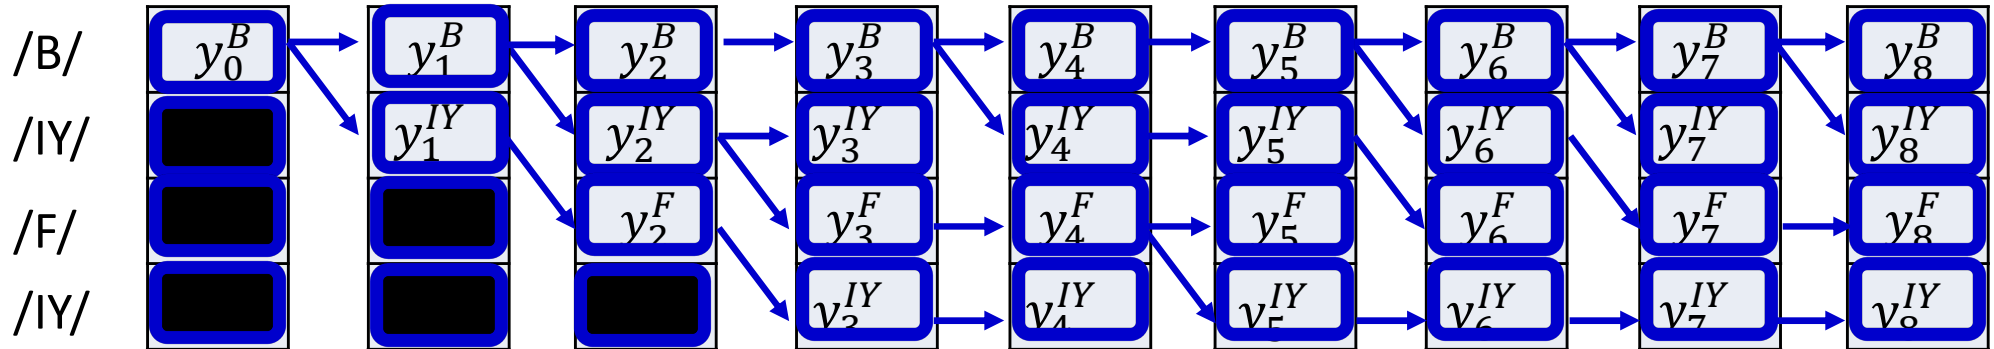 /B/ y_0^B y_1^B y_2^B y_3^B y_4^B y_5^B y_6^B y_7^B y_8^B
/IY/ y_1^{IY} y_2^{IY} y_3^{IY} y_4^{IY} y_5^{IY} y_6^{IY} y_7^{IY} y_8^{IY}
/F/ y_2^F y_3^F y_4^F y_5^F y_6^F y_7^F y_8^F
/IY/ y_3^{IY} y_4^{IY} y_5^{IY} y_6^{IY} y_7^{IY} y_8^{IY}